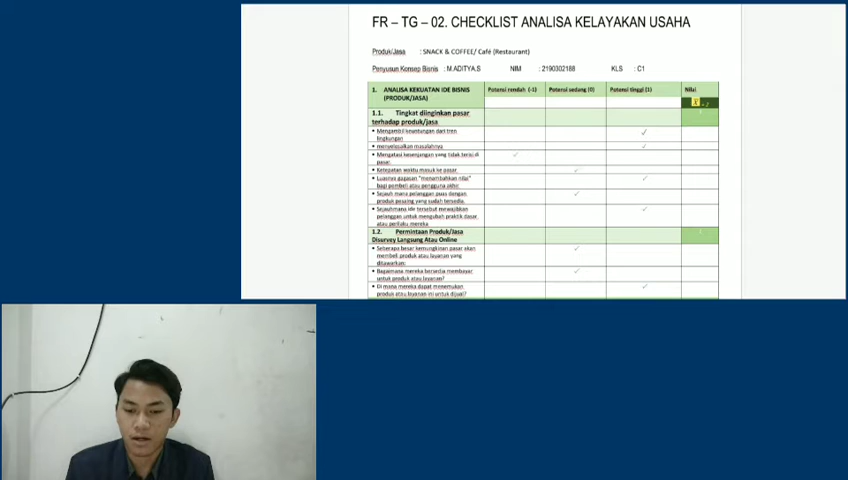 FR – TG – 02. CHECKLIST ANALISA KELAYAKAN USAHA
Produk/Jasa : SNACK & COFFEE/ Café (Restaurant)
Penyusun Konsep Bisnis : M.ADITYA.S NIM : 2190302188 KLS : C1
1. ANALISA KEKUATAN IDE BISNIS (PRODUK/JASA) Potensi rendah (-1) Potensi sedang (0) Potensi tinggi (1) Nilai
1.1. Tingkat diinginkan pasar
terhadap produk/jasa
• Mengambil keuntungan dari tren ✓
lingkungan
• menyelesaikan masalahnya ✓
• Mengatasi kesenjangan yang tidak terisi di ✓
pasar.
• Ketepatan waktu masuk ke pasar ✓
• Luasnya gagasan "menambahkan nilai" ✓
bagi pembeli atau pengguna akhir
• Sejauh mana pelanggan puas dengan ✓
produk pesaing yang sudah tersedia.
• Sejauhmana ide tersebut mewajibkan ✓
pelanggan untuk mengubah praktik dasar
atau perilaku mereka
1.2. Permintaan Produk/Jasa
Disurvey Langsung Atau Online
• Seberapa besar kemungkinan pasar akan ✓
membeli produk atau layanan yang
ditawarkan:
• Bagaimana mereka bersedia membayar ✓
untuk produk atau layanan?
• Di mana mereka dapat menemukan ✓
produk atau layanan ini untuk dijual?